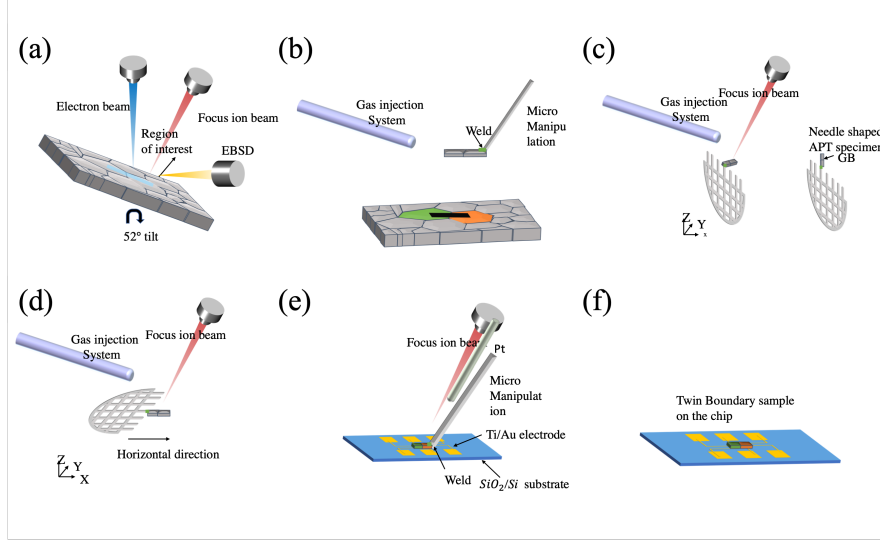 (a)
Electron beam
Focus ion beam
Region
of interest
EBSD
52° tilt
(b)
Gas injection
System
Weld
Micro
Manipu
lation
(c)
Focus ion beam
Gas injection
System
Needle shaped
APT specimen
GB
Z
Y
x
(d)
Focus ion beam
Gas injection
System
Horizontal direction
Z
Y
X
(e)
Focus ion beam
Pt
Micro
Manipulat
ion
Ti/Au electrode
Weld
SiO₂/Si substrate
(f)
Twin Boundary sample
on the chip